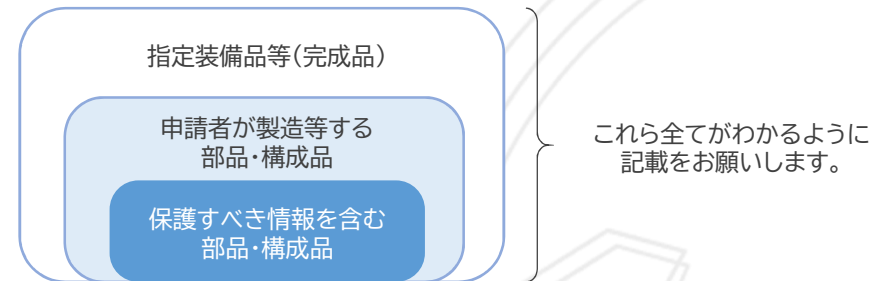 指定装備品等（完成品）
申請者が製造等する
部品・構成品
保護すべき情報を含む
部品・構成品
これら全てがわかるように
記載をお願いします。